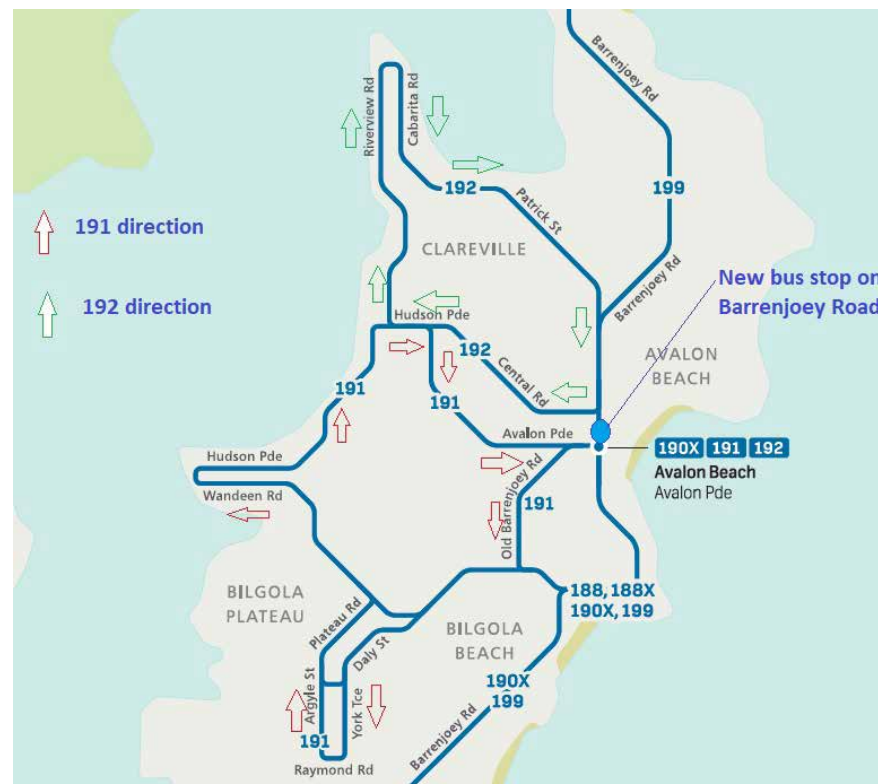 Barrenjoey Rd
Riverview Rd
Cabarita Rd
192
199
Patrick St
191 direction
CLAREVILLE
Barrenjoey Rd
New bus stop on
Barrenjoey Road
192 direction
Hudson Pde
192
Central Rd
AVALON
BEACH
191
191
Avalon Pde
190X 191 192
Avalon Beach
Avalon Pde
Hudson Pde
Wandeen Rd
Old Barrenjoey Rd
191
BILGOLA
PLATEAU
Plateau Rd
Daly St
188, 188X
190X, 199
BILGOLA
BEACH
Argyle St
York Tce
190X
199
191
Barrenjoey Rd
Raymond Rd